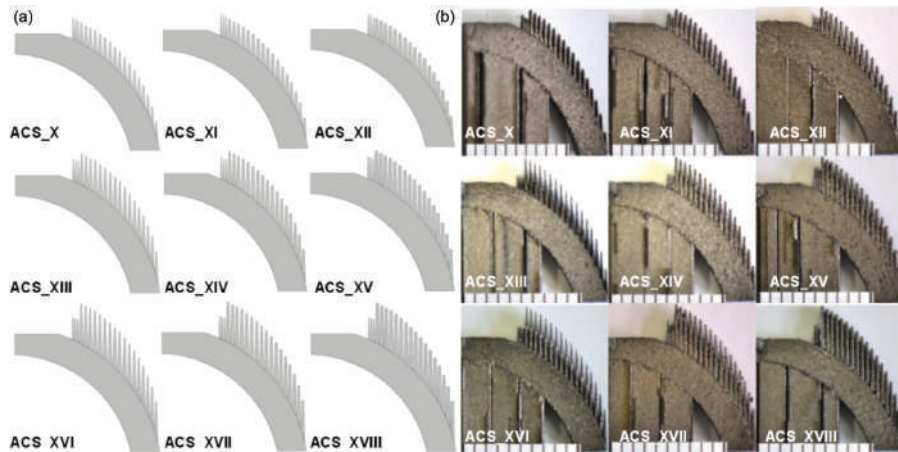 (a)
ACS_X
ACS_XI
ACS_XII
ACS_XIII
ACS_XIV
ACS_XV
ACS_XVI
ACS_XVII
ACS_XVIII
(b)
ACS_X
ACS_XI
ACS_XII
ACS_XIII
ACS_XIV
ACS_XV
ACS_XVI
ACS_XVII
ACS_XVIII